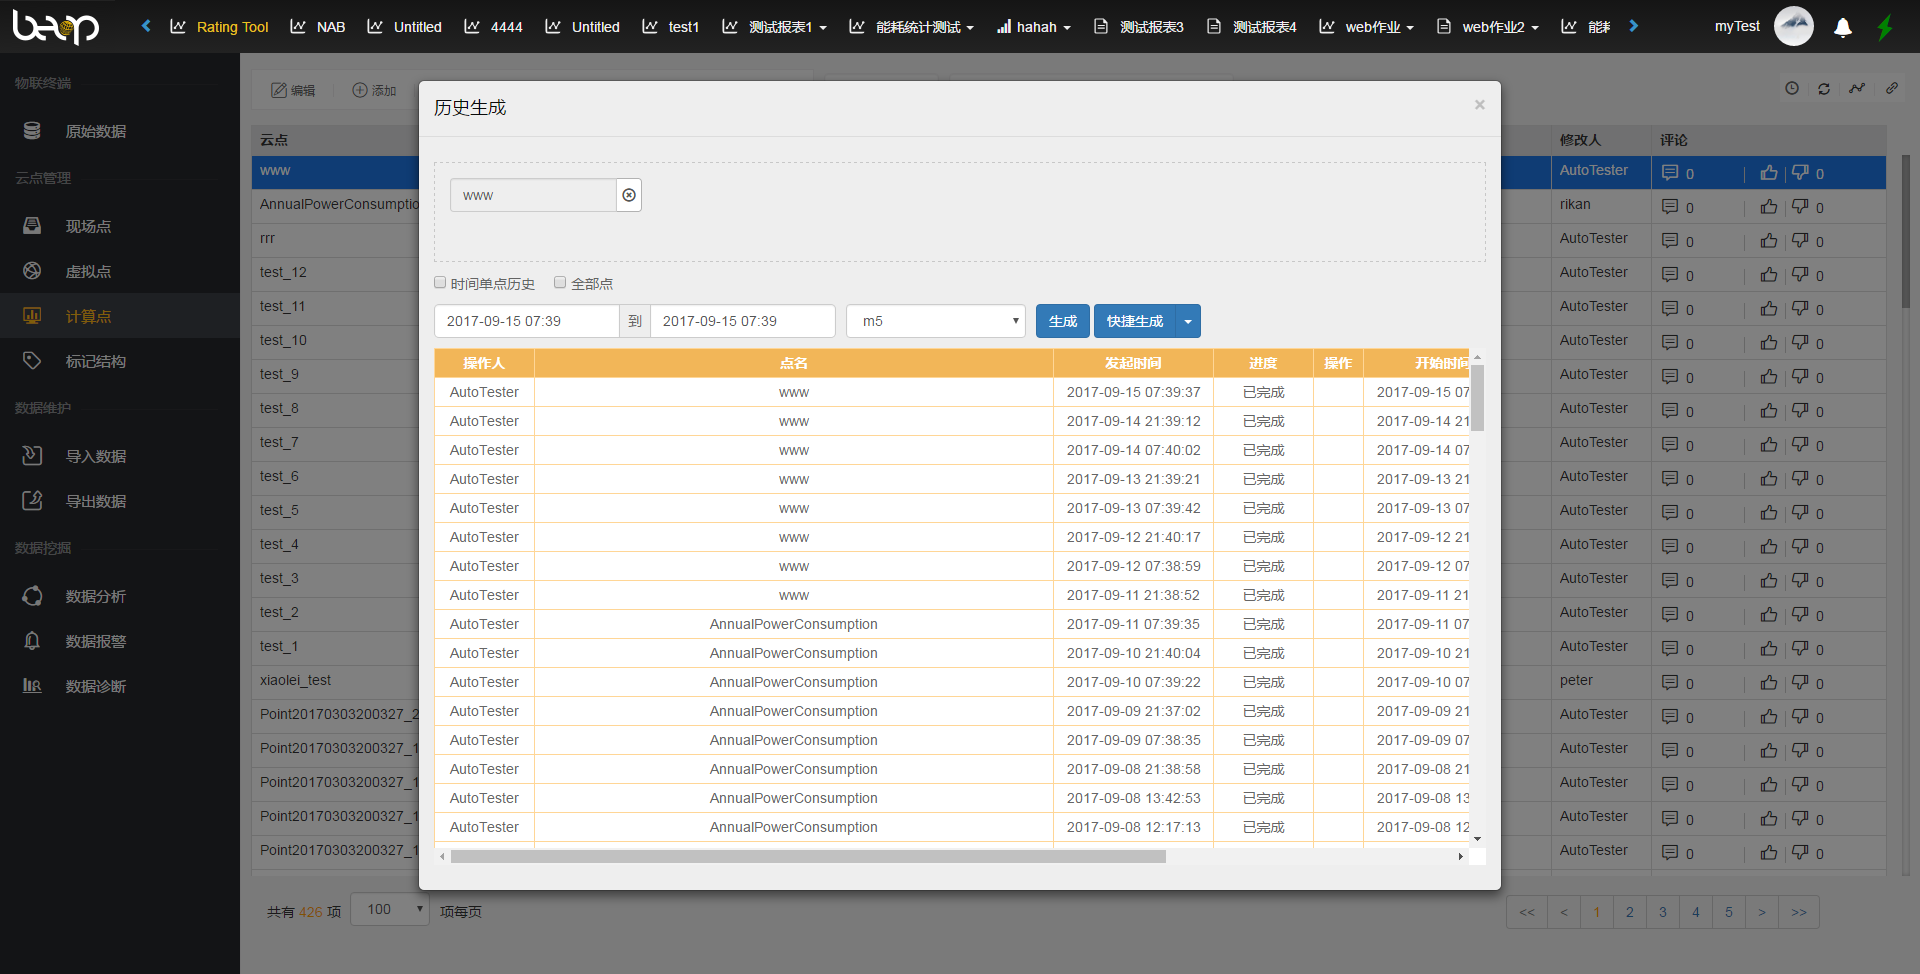 beop Rating Tool NAB Untitled 4444 Untitled test1 测试报表1 能耗统计测试 hahah 测试报表3 测试报表4 web作业 web作业2 myTest
物联终端
原始数据
云点管理
现场点
虚拟点
计算点
标记结构
数据维护
导入数据
导出数据
数据挖掘
数据分析
数据报警
数据诊断
编辑 添加
云点 修改人 评论
www AutoTester 0 0
AnnualPowerConsumptio rikan 0 0
rrr AutoTester 0 0
test_12 AutoTester 0 0
test_11 AutoTester 0 0
test_10 AutoTester 0 0
test_9 AutoTester 0 0
test_8 AutoTester 0 0
test_7 AutoTester 0 0
test_6 AutoTester 0 0
test_5 AutoTester 0 0
test_4 AutoTester 0 0
test_3 AutoTester 0 0
test_2 AutoTester 0 0
test_1 AutoTester 0 0
xiaolei_test peter 0 0
Point20170303200327_2 AutoTester 0 0
Point20170303200327_1 AutoTester 0 0
Point20170303200327_1 AutoTester 0 0
Point20170303200327_1 AutoTester 0 0
Point20170303200327_1 AutoTester 0 0
共有 426 项 100 项每页
<< < 1 2 3 4 5 > >>
历史生成 ×
www
时间单点历史 全部点
2017-09-15 07:39 到 2017-09-15 07:39 m5 生成 快捷生成
操作人 点名 发起时间 进度 操作 开始时间
AutoTester www 2017-09-15 07:39:37 已完成 2017-09-15 07
AutoTester www 2017-09-14 21:39:12 已完成 2017-09-14 21
AutoTester www 2017-09-14 07:40:02 已完成 2017-09-14 07
AutoTester www 2017-09-13 21:39:21 已完成 2017-09-13 21
AutoTester www 2017-09-13 07:39:42 已完成 2017-09-13 07
AutoTester www 2017-09-12 21:40:17 已完成 2017-09-12 21
AutoTester www 2017-09-12 07:38:59 已完成 2017-09-12 07
AutoTester www 2017-09-11 21:38:52 已完成 2017-09-11 21
AutoTester AnnualPowerConsumption 2017-09-11 07:39:35 已完成 2017-09-11 07
AutoTester AnnualPowerConsumption 2017-09-10 21:40:04 已完成 2017-09-10 21
AutoTester AnnualPowerConsumption 2017-09-10 07:39:22 已完成 2017-09-10 07
AutoTester AnnualPowerConsumption 2017-09-09 21:37:02 已完成 2017-09-09 21
AutoTester AnnualPowerConsumption 2017-09-09 07:38:35 已完成 2017-09-09 07
AutoTester AnnualPowerConsumption 2017-09-08 21:38:58 已完成 2017-09-08 21
AutoTester AnnualPowerConsumption 2017-09-08 13:42:53 已完成 2017-09-08 13
AutoTester AnnualPowerConsumption 2017-09-08 12:17:13 已完成 2017-09-08 12